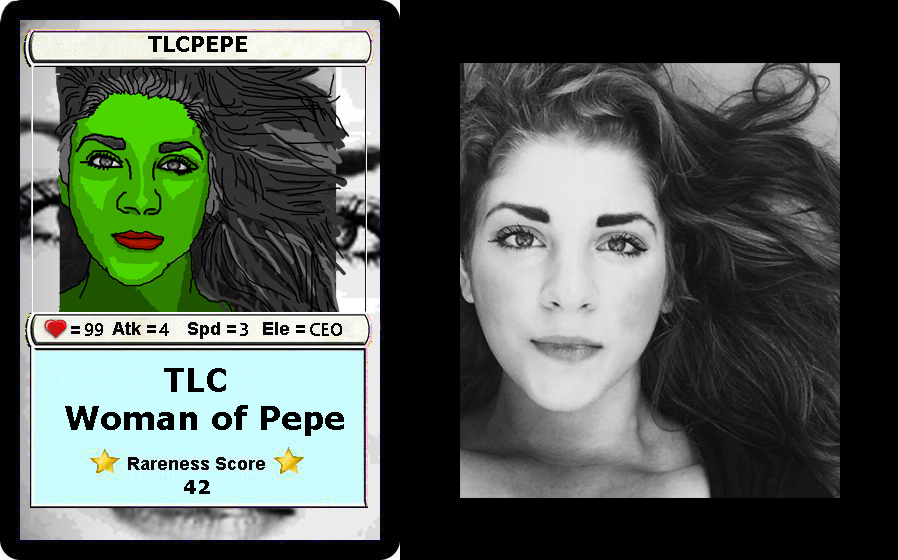 TLCPEPE
= 99 Atk = 4 Spd = 3 Ele = CEO
TLC
Woman of Pepe
Rareness Score
42